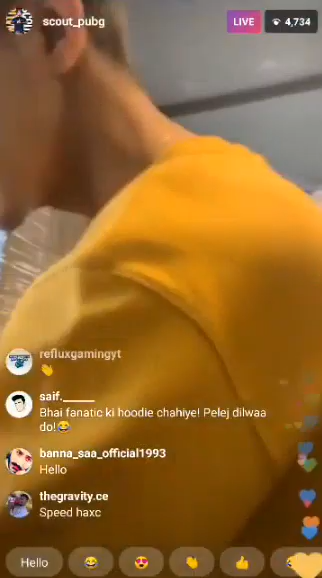 scout_pubg
LIVE
4,734
refluxgamingyt
👏
saif._____
Bhai fanatic ki hoodie chahiye! Pelej dilwaa
do!😂
banna_saa_official1993
Hello
thegravity.ce
Speed haxc
Hello 😂 😍 👏 👍